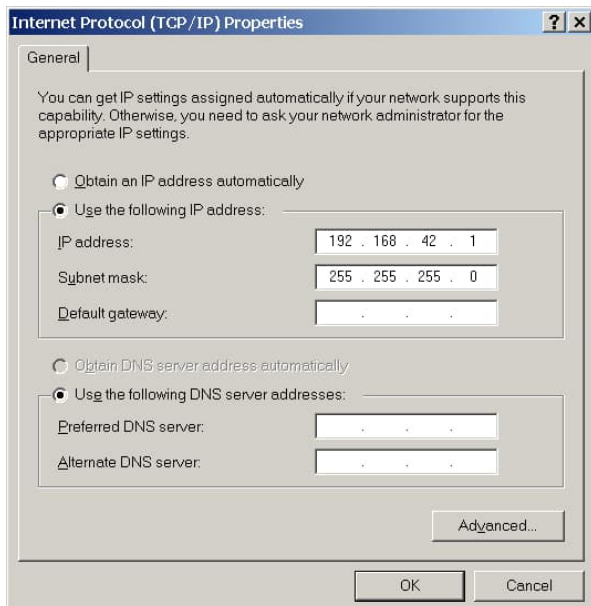 Internet Protocol (TCP/IP) Properties
General
You can get IP settings assigned automatically if your network supports this
capability. Otherwise, you need to ask your network administrator for the
appropriate IP settings.
Obtain an IP address automatically
Use the following IP address:
IP address: 192 . 168 . 42 . 1
Subnet mask: 255 . 255 . 255 . 0
Default gateway: . . .
Obtain DNS server address automatically
Use the following DNS server addresses:
Preferred DNS server: . . .
Alternate DNS server: . . .
Advanced...
OK Cancel